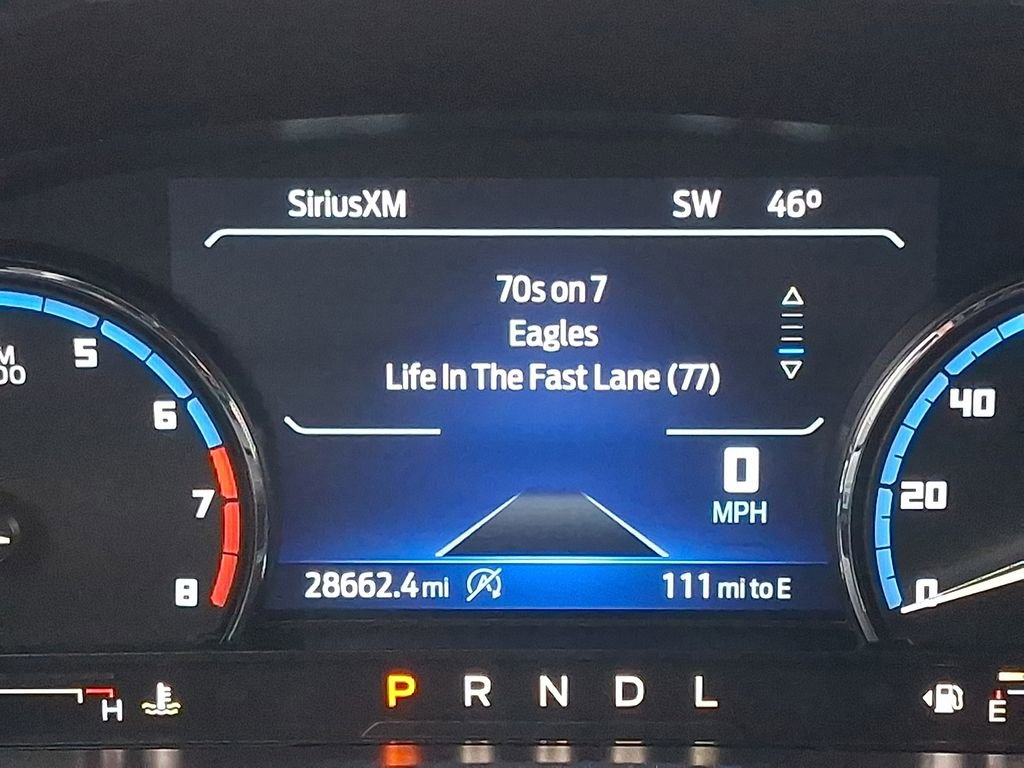 SiriusXM SW 46º
70s on 7
Eagles
Life In The Fast Lane (77)
5
6
7
8
40
20
0
0
MPH
28662.4 mi 111 mi to E
H P R N D L E